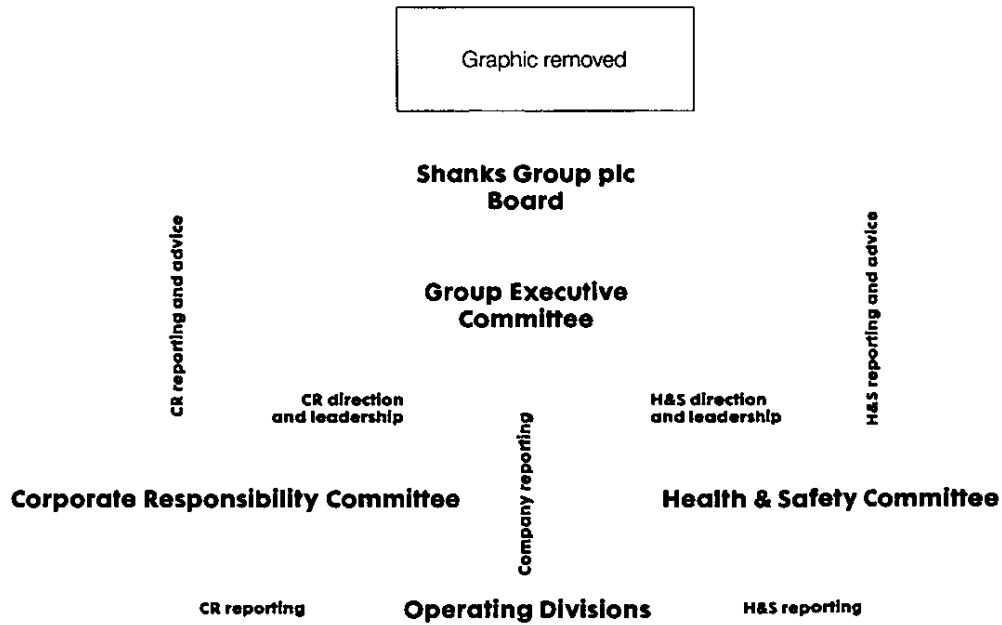 Graphic removed
Shanks Group plc
Board
CR reporting and advice
H&S reporting and advice
Group Executive
Committee
CR direction
and leadership
H&S direction
and leadership
Company reporting
Corporate Responsibility Committee
Health & Safety Committee
CR reporting
Operating Divisions
H&S reporting